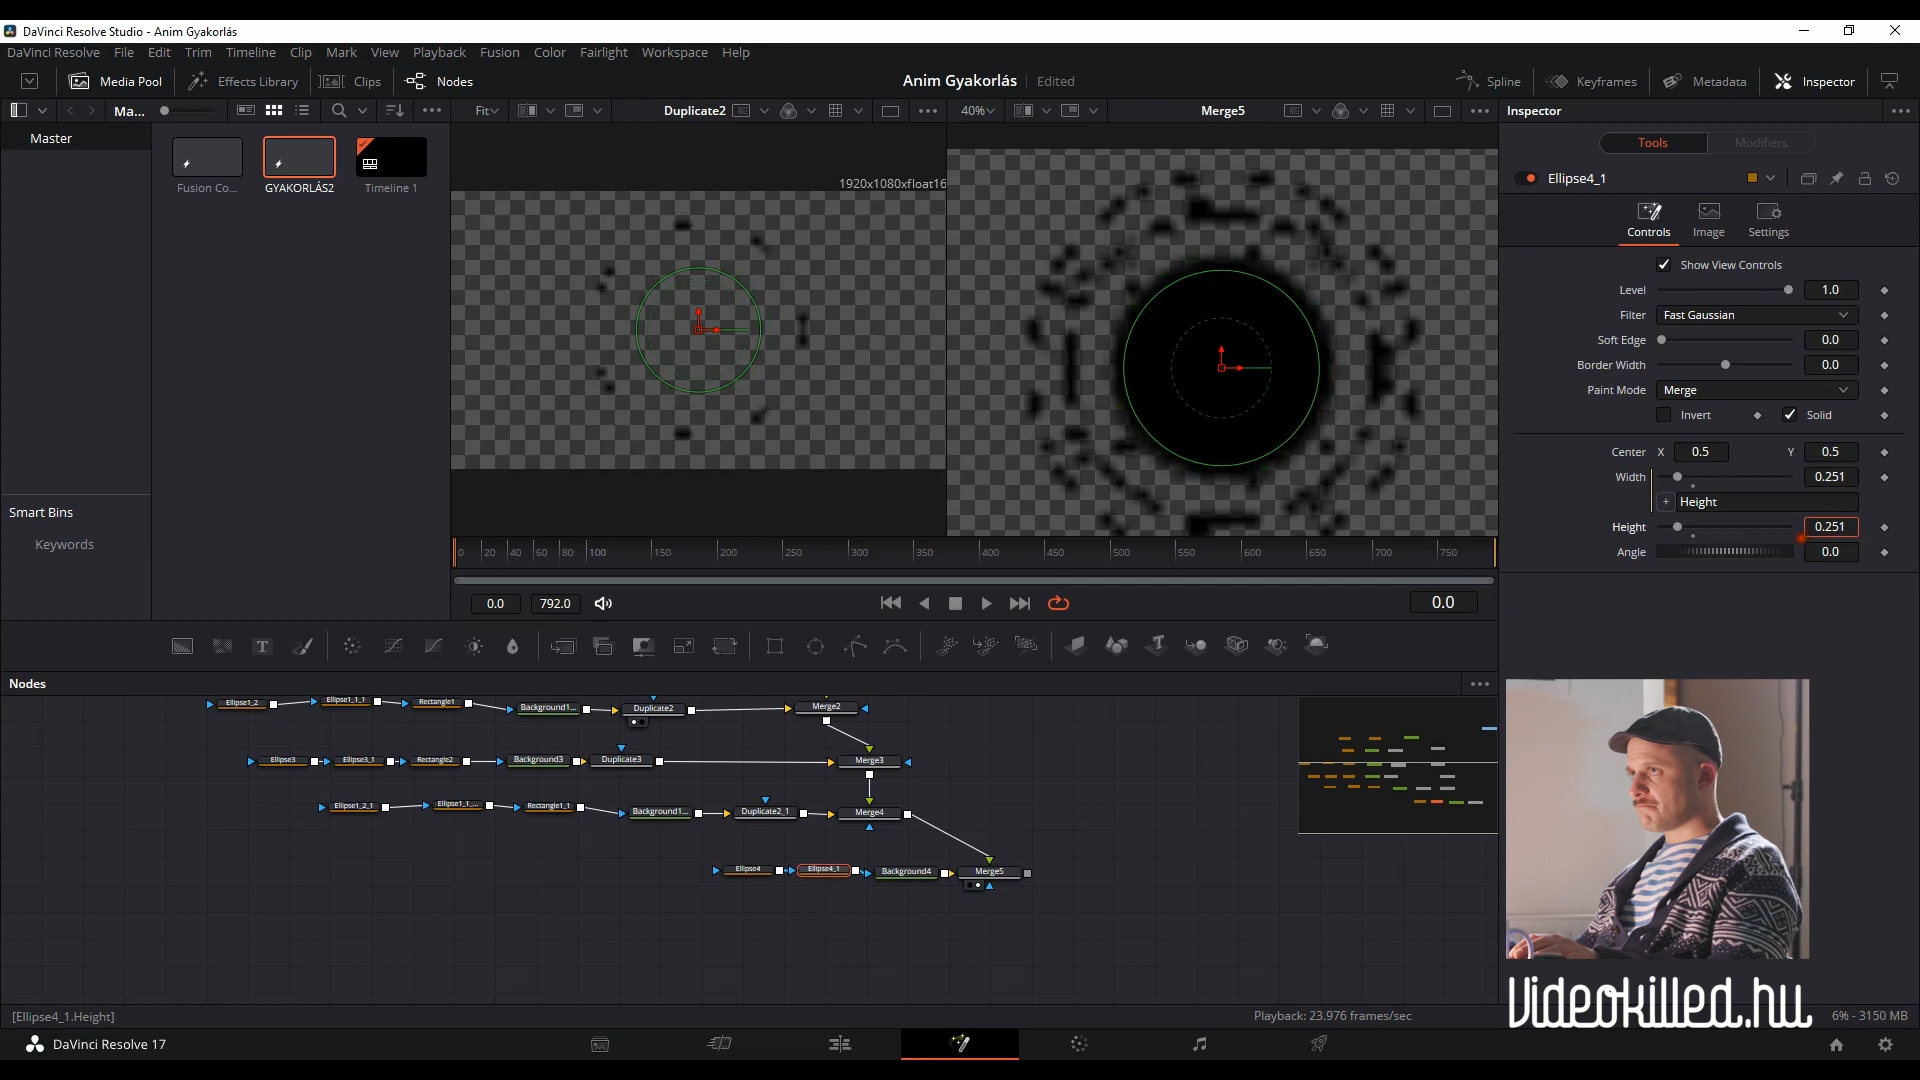 DaVinci Resolve Studio - Anim Gyakorlás
DaVinci Resolve File Edit Trim Timeline Clip Mark View Playback Fusion Color Fairlight Workspace Help
Media Pool Effects Library Clips Nodes Anim Gyakorlás Edited Spline Keyframes Metadata Inspector
Ma... Fit Duplicate2 40% Merge5 Inspector
Master
Fusion Co... GYAKORLÁS2 Timeline 1
1920x1080xfloat16
Tools Modifiers
Ellipse4_1
Controls Image Settings
Show View Controls
Level 1.0
Filter Fast Gaussian
Soft Edge 0.0
Border Width 0.0
Paint Mode Merge
Invert Solid
Center X 0.5 Y 0.5
Width 0.251
+ Height
Height 0.251
Angle 0.0
Smart Bins
Keywords
0 20 40 60 80 100 150 200 250 300 350 400 450 500 550 600 650 700 750
0.0 792.0 0.0
Nodes
Ellipse1_2 Ellipse1_1_1 Rectangle1 Background1... Duplicate2 Merge2
Ellipse3 Ellipse3_1 Rectangle2 Background3 Duplicate3 Merge3
Ellipse1_2_1 Ellipse1_1_... Rectangle1_1 Background1... Duplicate2_1 Merge4
Ellipse4 Ellipse4_1 Background4 Merge5
Videokilled.hu
[Ellipse4_1.Height] Playback: 23.976 frames/sec 6% - 3150 MB
DaVinci Resolve 17